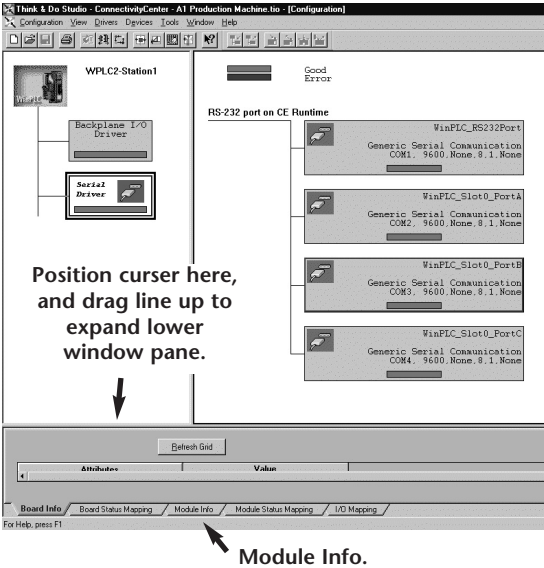 Think & Do Studio - ConnectivityCenter - A1 Production Machine.tio - [Configuration]
Configuration View Drivers Devices Tools Window Help
WinPLC
WPLC2-Station1
Backplane I/O
Driver
Serial
Driver
Good
Error
RS-232 port on CE Runtime
WinPLC_RS232Port
Generic Serial Communication
COM1, 9600,None,8,1,None
WinPLC_Slot0_PortA
Generic Serial Communication
COM2, 9600,None,8,1,None
WinPLC_Slot0_PortB
Generic Serial Communication
COM3, 9600,None,8,1,None
WinPLC_Slot0_PortC
Generic Serial Communication
COM4, 9600,None,8,1,None
Position curser here,
and drag line up to
expand lower
window pane.
Refresh Grid
Attributes Value
Board Info Board Status Mapping Module Info Module Status Mapping I/O Mapping
For Help, press F1
Module Info.